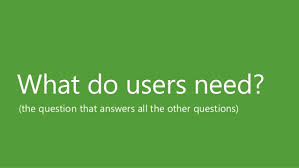 What do users need?
(the question that answers all the other questions)